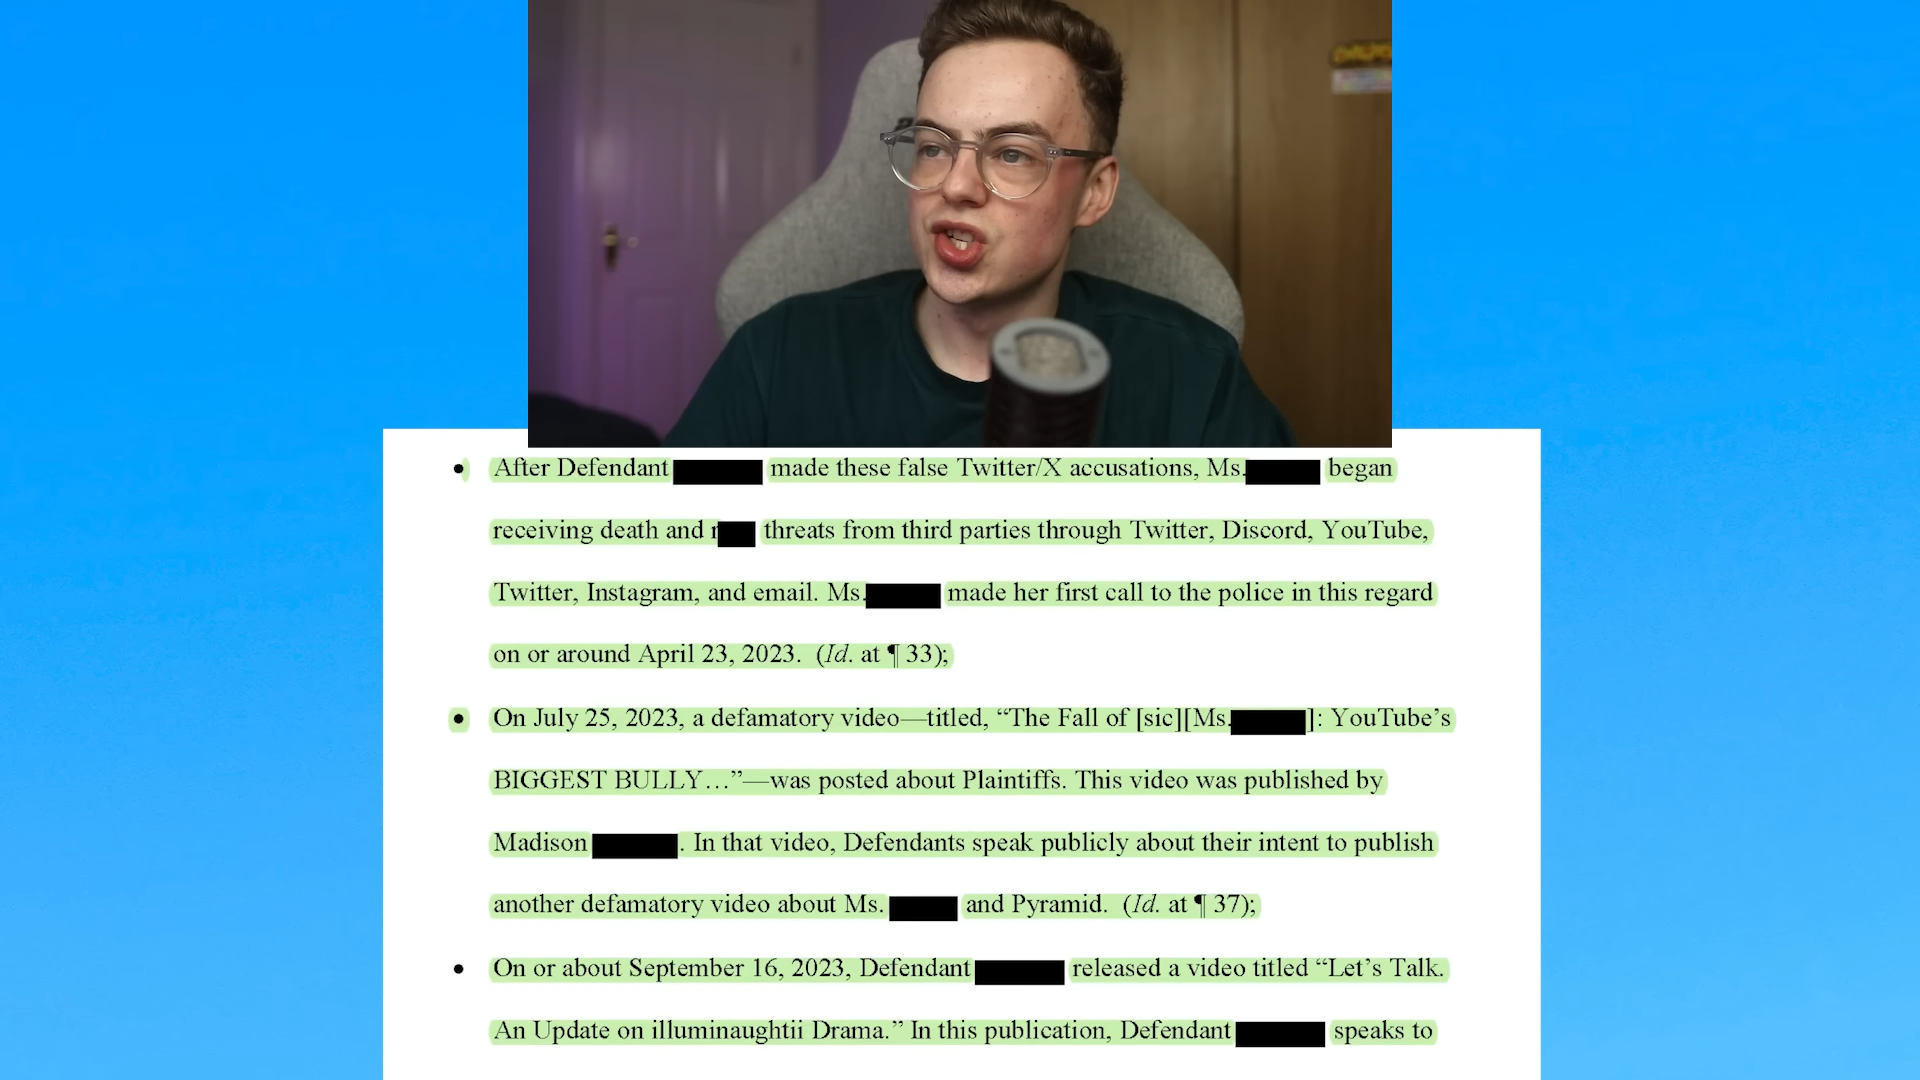 After Defendant made these false Twitter/X accusations, Ms. began
receiving death and r threats from third parties through Twitter, Discord, YouTube,
Twitter, Instagram, and email. Ms. made her first call to the police in this regard
on or around April 23, 2023. (Id. at ¶ 33);
On July 25, 2023, a defamatory video—titled, “The Fall of [sic][Ms. ]: YouTube’s
BIGGEST BULLY…”—was posted about Plaintiffs. This video was published by
Madison . In that video, Defendants speak publicly about their intent to publish
another defamatory video about Ms. and Pyramid. (Id. at ¶ 37);
On or about September 16, 2023, Defendant released a video titled “Let’s Talk.
An Update on illuminaughtii Drama.” In this publication, Defendant speaks to